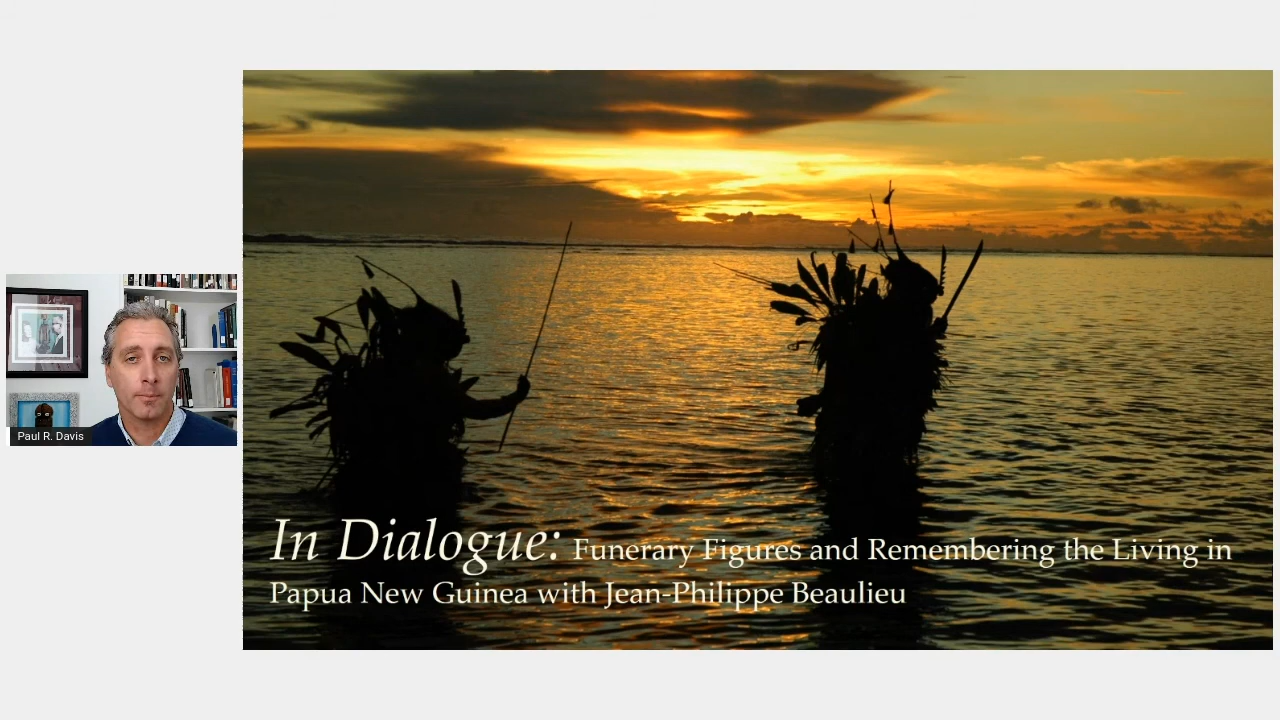 Paul R. Davis
In Dialogue: Funerary Figures and Remembering the Living in
Papua New Guinea with Jean-Philippe Beaulieu